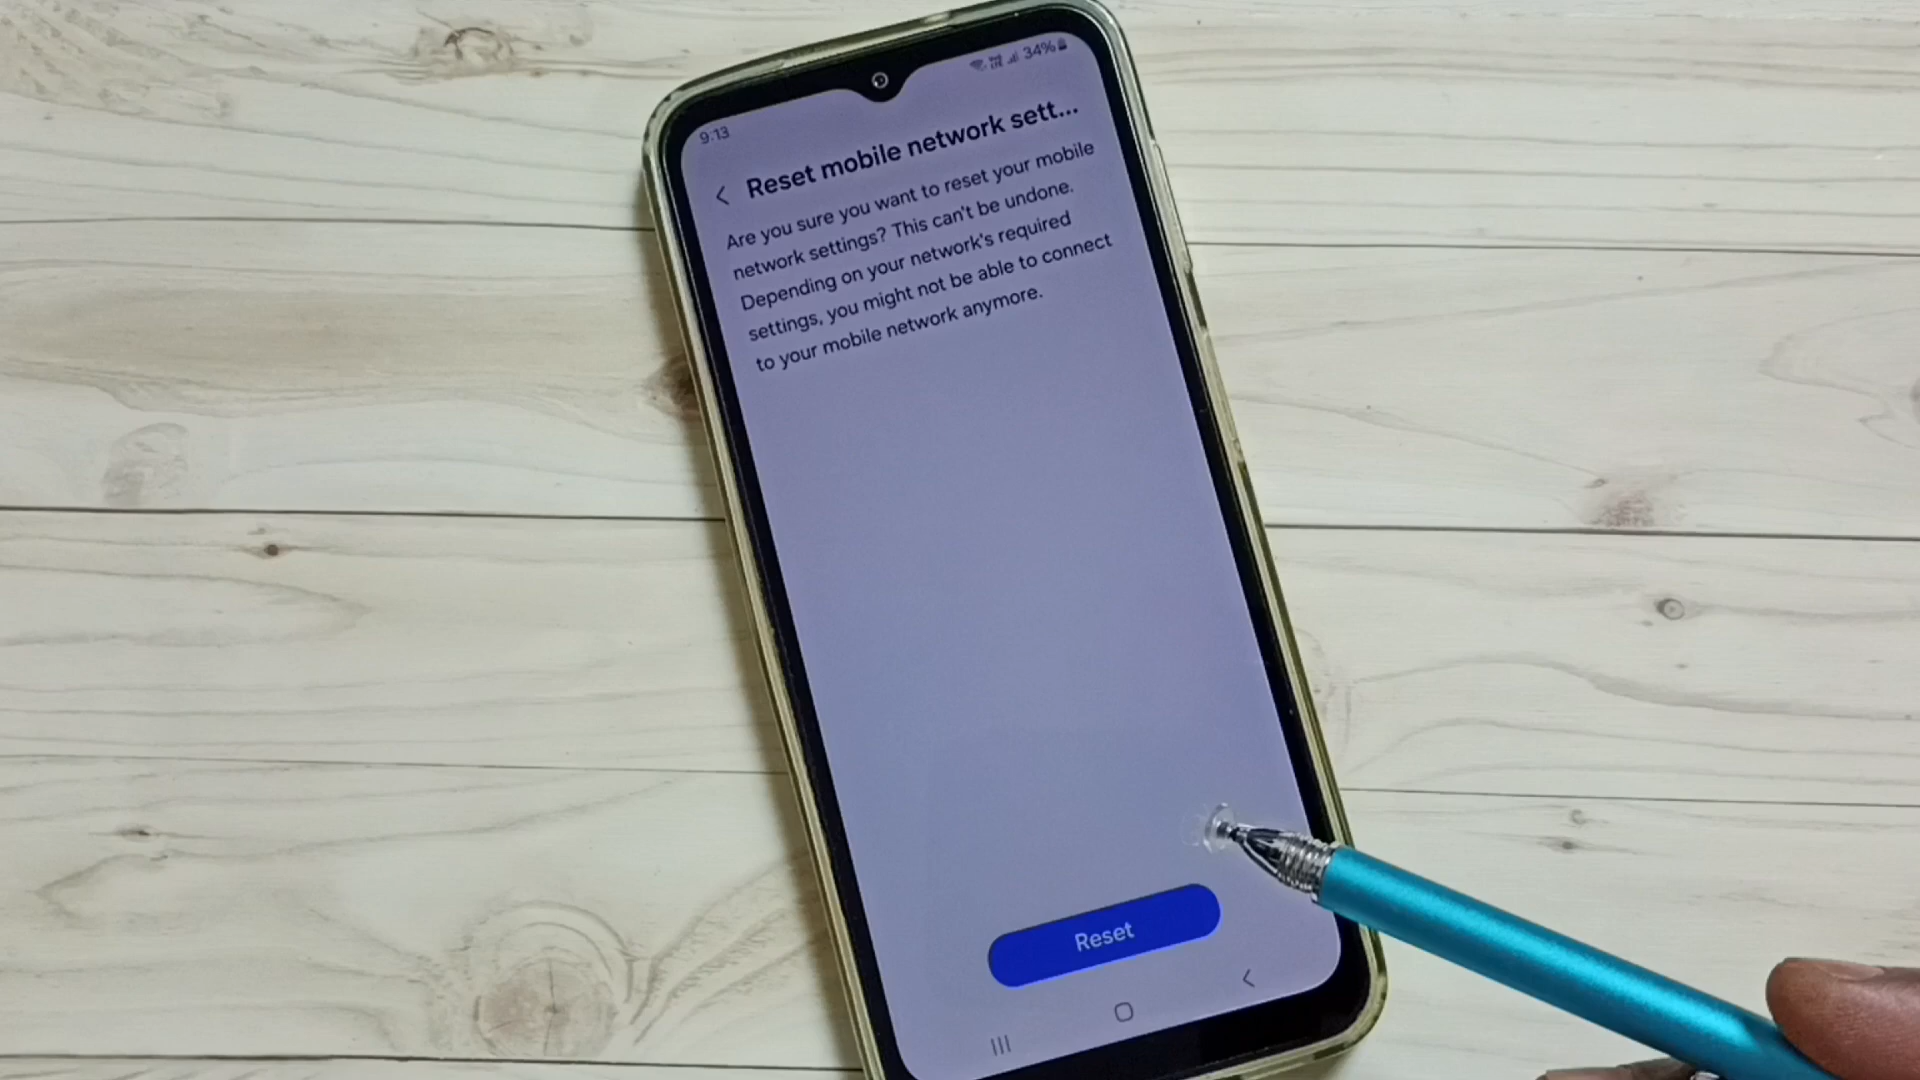 9:13
34%
Reset mobile network sett...
Are you sure you want to reset your mobile
network settings? This can't be undone.
Depending on your network's required
settings, you might not be able to connect
to your mobile network anymore.
Reset